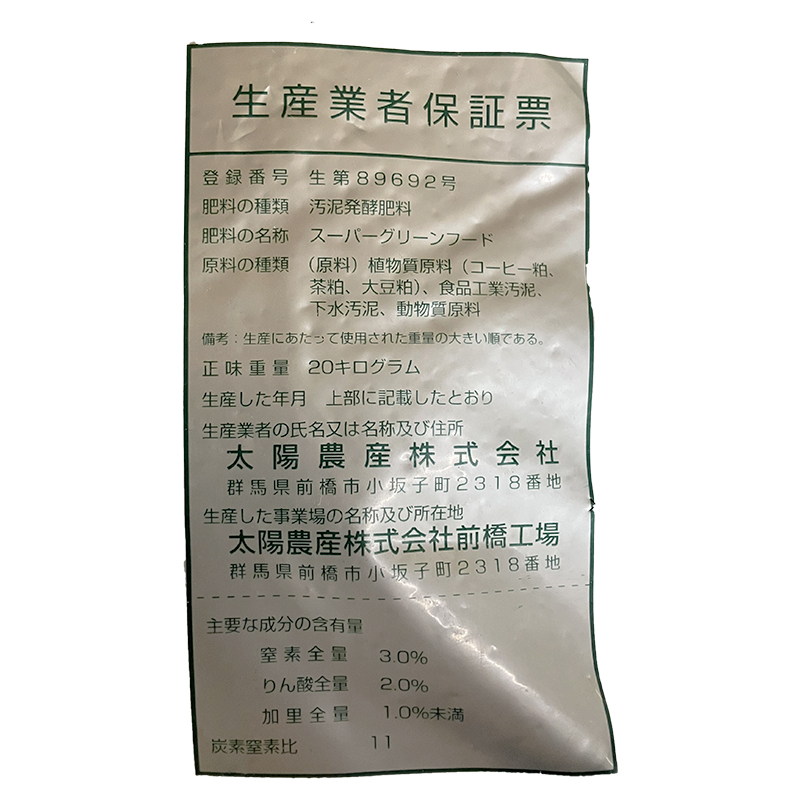 生産業者保証票
登録番号 生第89692号
肥料の種類 汚泥発酵肥料
肥料の名称 スーパーグリーンフード
原料の種類 （原料）植物質原料（コーヒー粕、
茶粕、大豆粕）、食品工業汚泥、
下水汚泥、動物質原料
備考：生産にあたって使用された重量の大きい順である。
正味重量 20キログラム
生産した年月 上部に記載したとおり
生産業者の氏名又は名称及び住所
太陽農産株式会社
群馬県前橋市小坂子町2318番地
生産した事業場の名称及び所在地
太陽農産株式会社前橋工場
群馬県前橋市小坂子町2318番地
主要な成分の含有量
窒素全量 3.0%
りん酸全量 2.0%
加里全量 1.0%未満
炭素窒素比 11